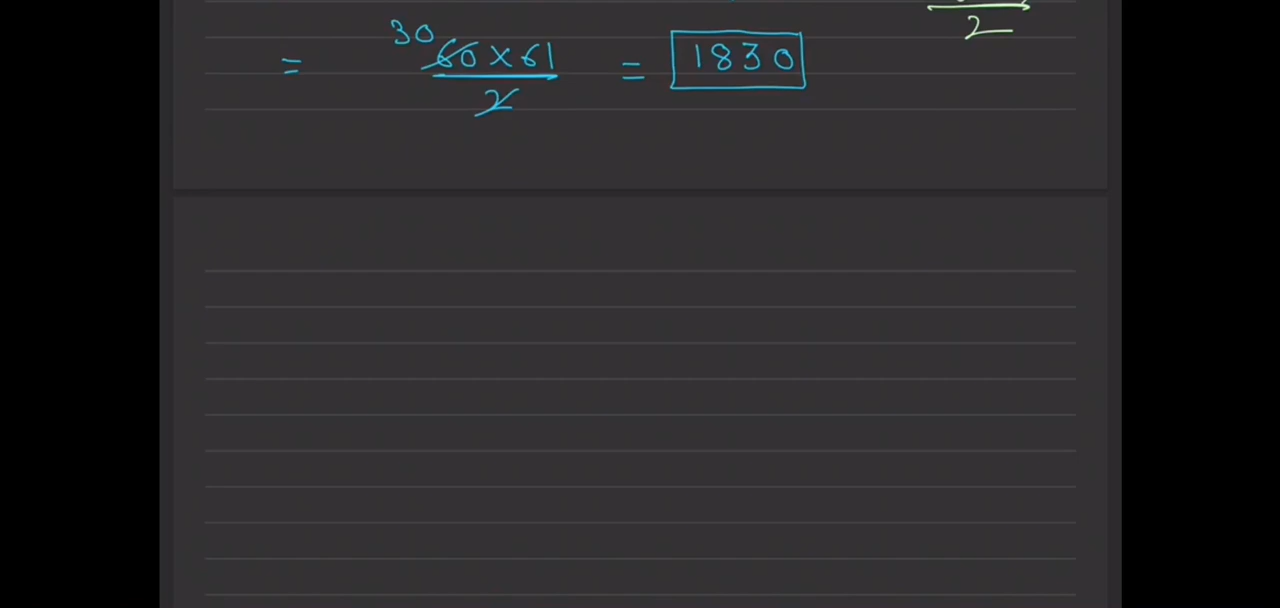 = 30 60 x 61 / 2 = 1830
2